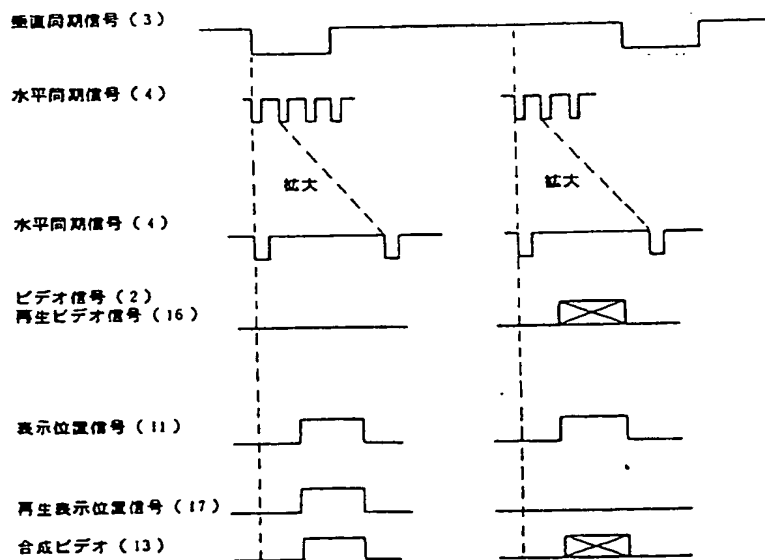 垂直同期信号（3）
水平同期信号（4）
拡大
拡大
水平同期信号（4）
ビデオ信号（2）
再生ビデオ信号（16）
表示位置信号（11）
再生表示位置信号（17）
合成ビデオ（13）